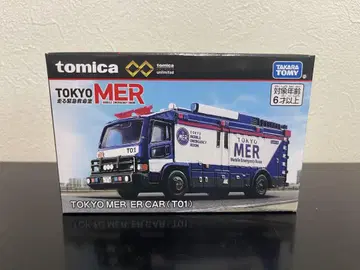 tomica
tomica
unlimited
TAKARA
TOMY
TOKYO MER
走る緊急救命室
対象年齢
6才以上
T01
TOKYO
MER
Mobile Emergency Room
TOKYO MER ER CAR (T01)